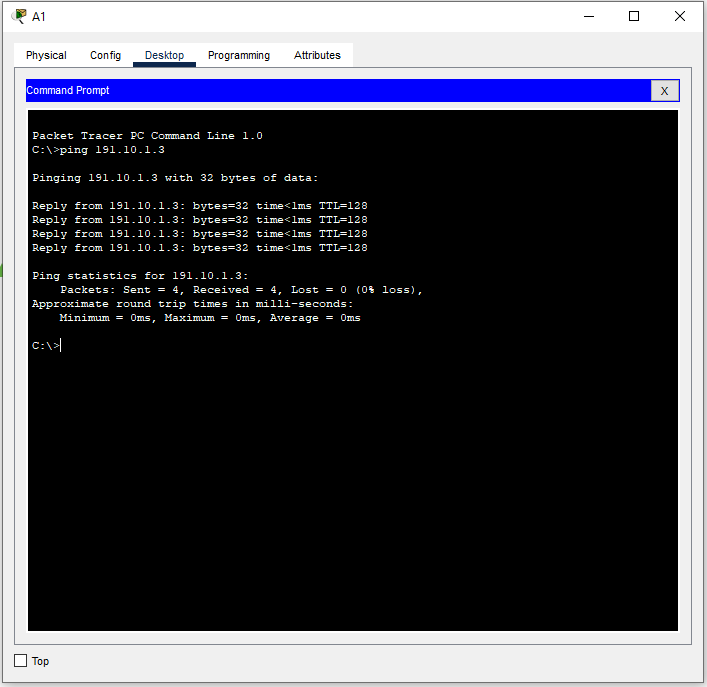 A1
Physical Config Desktop Programming Attributes
Command Prompt X
Packet Tracer PC Command Line 1.0
C:\>ping 191.10.1.3
Pinging 191.10.1.3 with 32 bytes of data:
Reply from 191.10.1.3: bytes=32 time<1ms TTL=128
Reply from 191.10.1.3: bytes=32 time<1ms TTL=128
Reply from 191.10.1.3: bytes=32 time<1ms TTL=128
Reply from 191.10.1.3: bytes=32 time<1ms TTL=128
Ping statistics for 191.10.1.3:
Packets: Sent = 4, Received = 4, Lost = 0 (0% loss),
Approximate round trip times in milli-seconds:
Minimum = 0ms, Maximum = 0ms, Average = 0ms
C:\>
Top